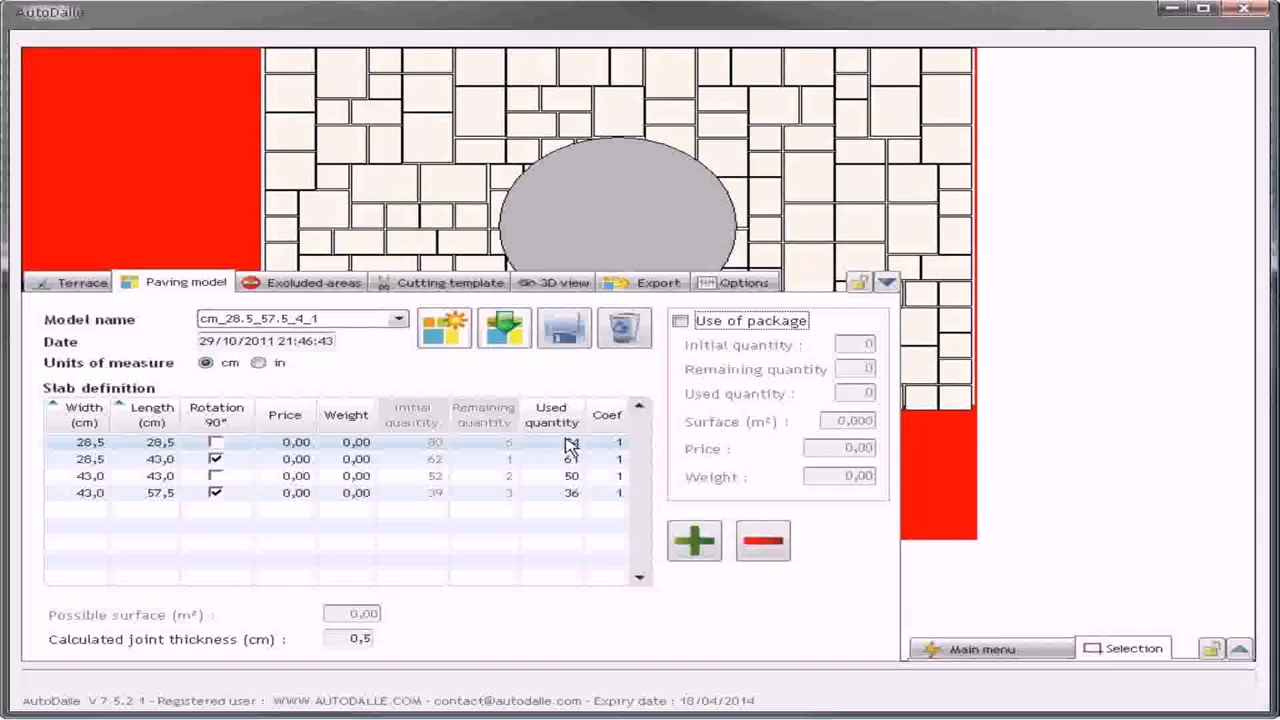 AutoDalle
Terrace Paving model Excluded areas Cutting template 3D view Export Options
Model name cm_28.5_57.5_4_1
Date 29/10/2011 21:46:43
Units of measure cm in
Slab definition
Width (cm) Length (cm) Rotation 90° Price Weight Initial quantity Remaining quantity Used quantity Coef
28,5 28,5 0,00 0,00 80 6 1
28,5 43,0 0,00 0,00 62 1 61 1
43,0 43,0 0,00 0,00 52 2 50 1
43,0 57,5 0,00 0,00 39 3 36 1
Possible surface (m²) : 0,00
Calculated joint thickness (cm) : 0,5
Use of package
Initial quantity : 0
Remaining quantity 0
Used quantity : 0
Surface (m²) : 0,000
Price : 0,00
Weight : 0,00
Main menu Selection
AutoDalle V 7.5.2.1 - Registered user : WWW.AUTODALLE.COM - contact@autodalle.com - Expiry date : 18/04/2014